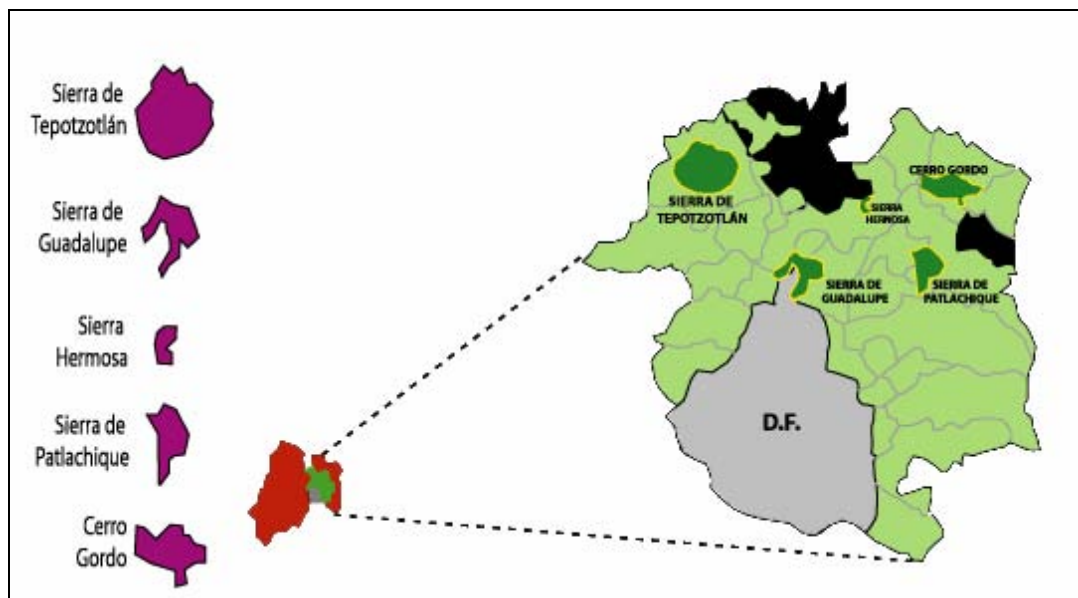 Sierra de
Tepotzotlán
Sierra de
Guadalupe
Sierra
Hermosa
Sierra de
Patlachique
Cerro
Gordo
SIERRA DE
TEPOTZOTLÁN
CERRO GORDO
SIERRA
HERMOSA
SIERRA DE
GUADALUPE
SIERRA DE
PATLACHIQUE
D.F.